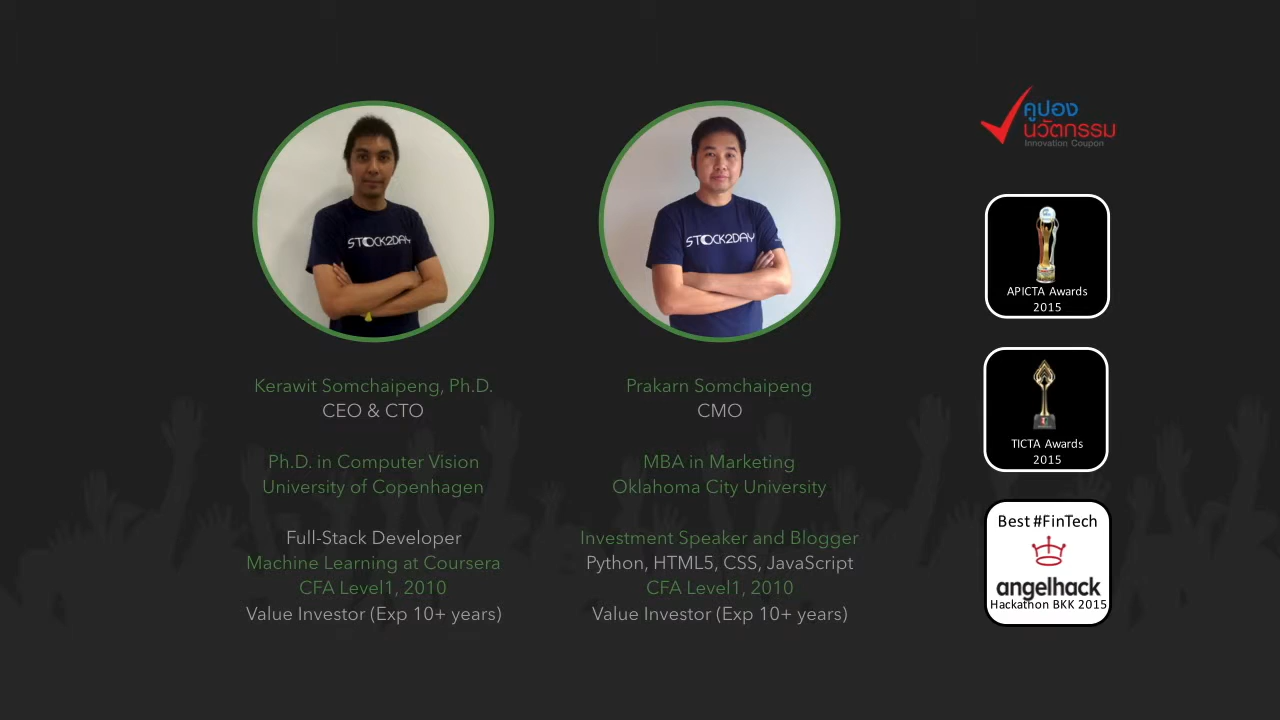 STOCK2DAY
Kerawit Somchaipeng, Ph.D.
CEO & CTO
Ph.D. in Computer Vision
University of Copenhagen
Full-Stack Developer
Machine Learning at Coursera
CFA Level1, 2010
Value Investor (Exp 10+ years)
STOCK2DAY
Prakarn Somchaipeng
CMO
MBA in Marketing
Oklahoma City University
Investment Speaker and Blogger
Python, HTML5, CSS, JavaScript
CFA Level1, 2010
Value Investor (Exp 10+ years)
คูปอง
นวัตกรรม
Innovation Coupon
APICTA Awards
2015
TICTA Awards
2015
Best #FinTech
angelhack
Hackathon BKK 2015